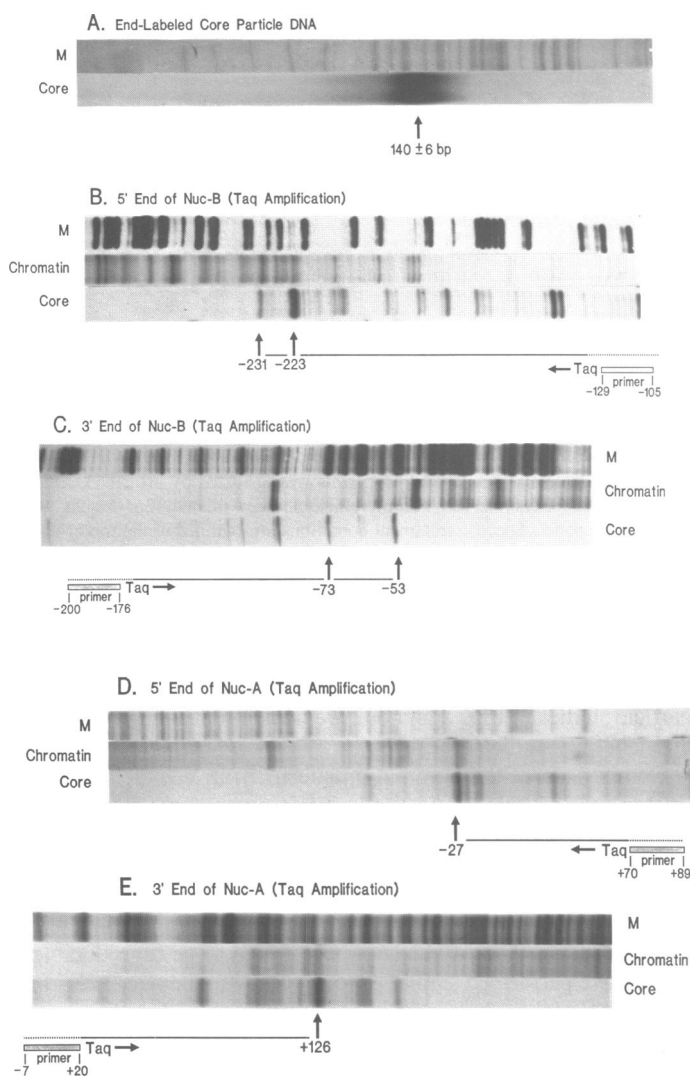 A. End-Labeled Core Particle DNA
M
Core
140 ± 6 bp
B. 5' End of Nuc-B (Taq Amplification)
M
Chromatin
Core
-231 -223
Taq
primer
-129 -105
C. 3' End of Nuc-B (Taq Amplification)
M
Chromatin
Core
Taq
primer
-200 -176
-73 -53
D. 5' End of Nuc-A (Taq Amplification)
M
Chromatin
Core
-27
Taq
primer
+70 +89
E. 3' End of Nuc-A (Taq Amplification)
M
Chromatin
Core
Taq
primer
-7 +20
+126